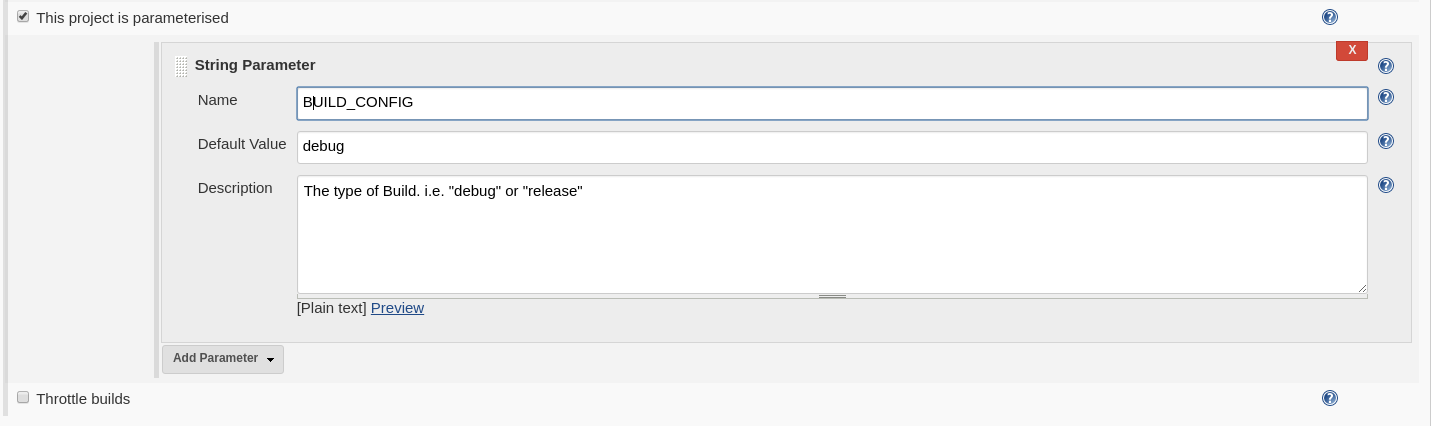 This project is parameterised
X
String Parameter
Name BUILD_CONFIG
Default Value debug
Description The type of Build. i.e. "debug" or "release"
[Plain text] Preview
Add Parameter
Throttle builds